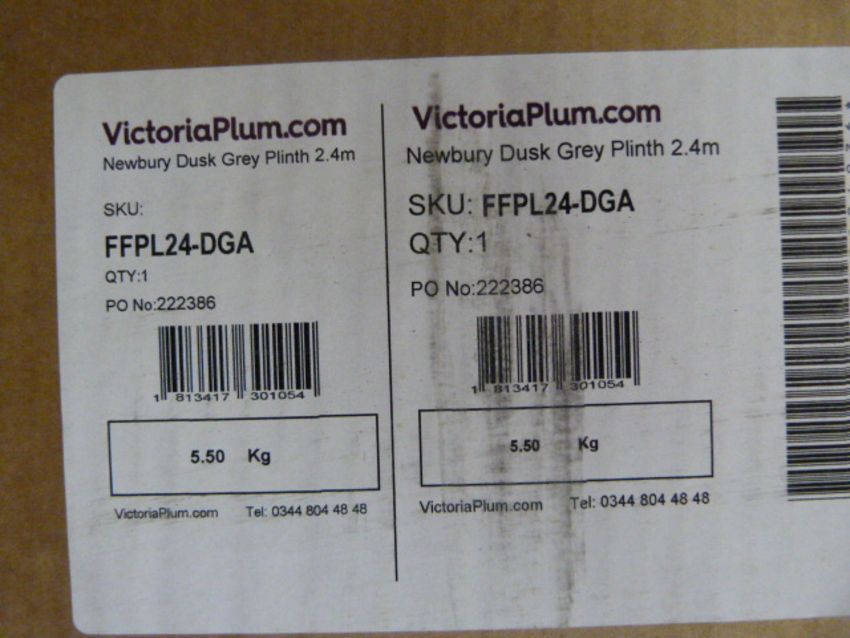 VictoriaPlum.com
Newbury Dusk Grey Plinth 2.4m
SKU:
FFPL24-DGA
QTY:1
PO No:222386
1 813417 301054
5.50 Kg
VictoriaPlum.com Tel: 0344 804 48 48
VictoriaPlum.com
Newbury Dusk Grey Plinth 2.4m
SKU: FFPL24-DGA
QTY:1
PO No:222386
1 813417 301054
5.50 Kg
VictoriaPlum.com Tel: 0344 804 48 48